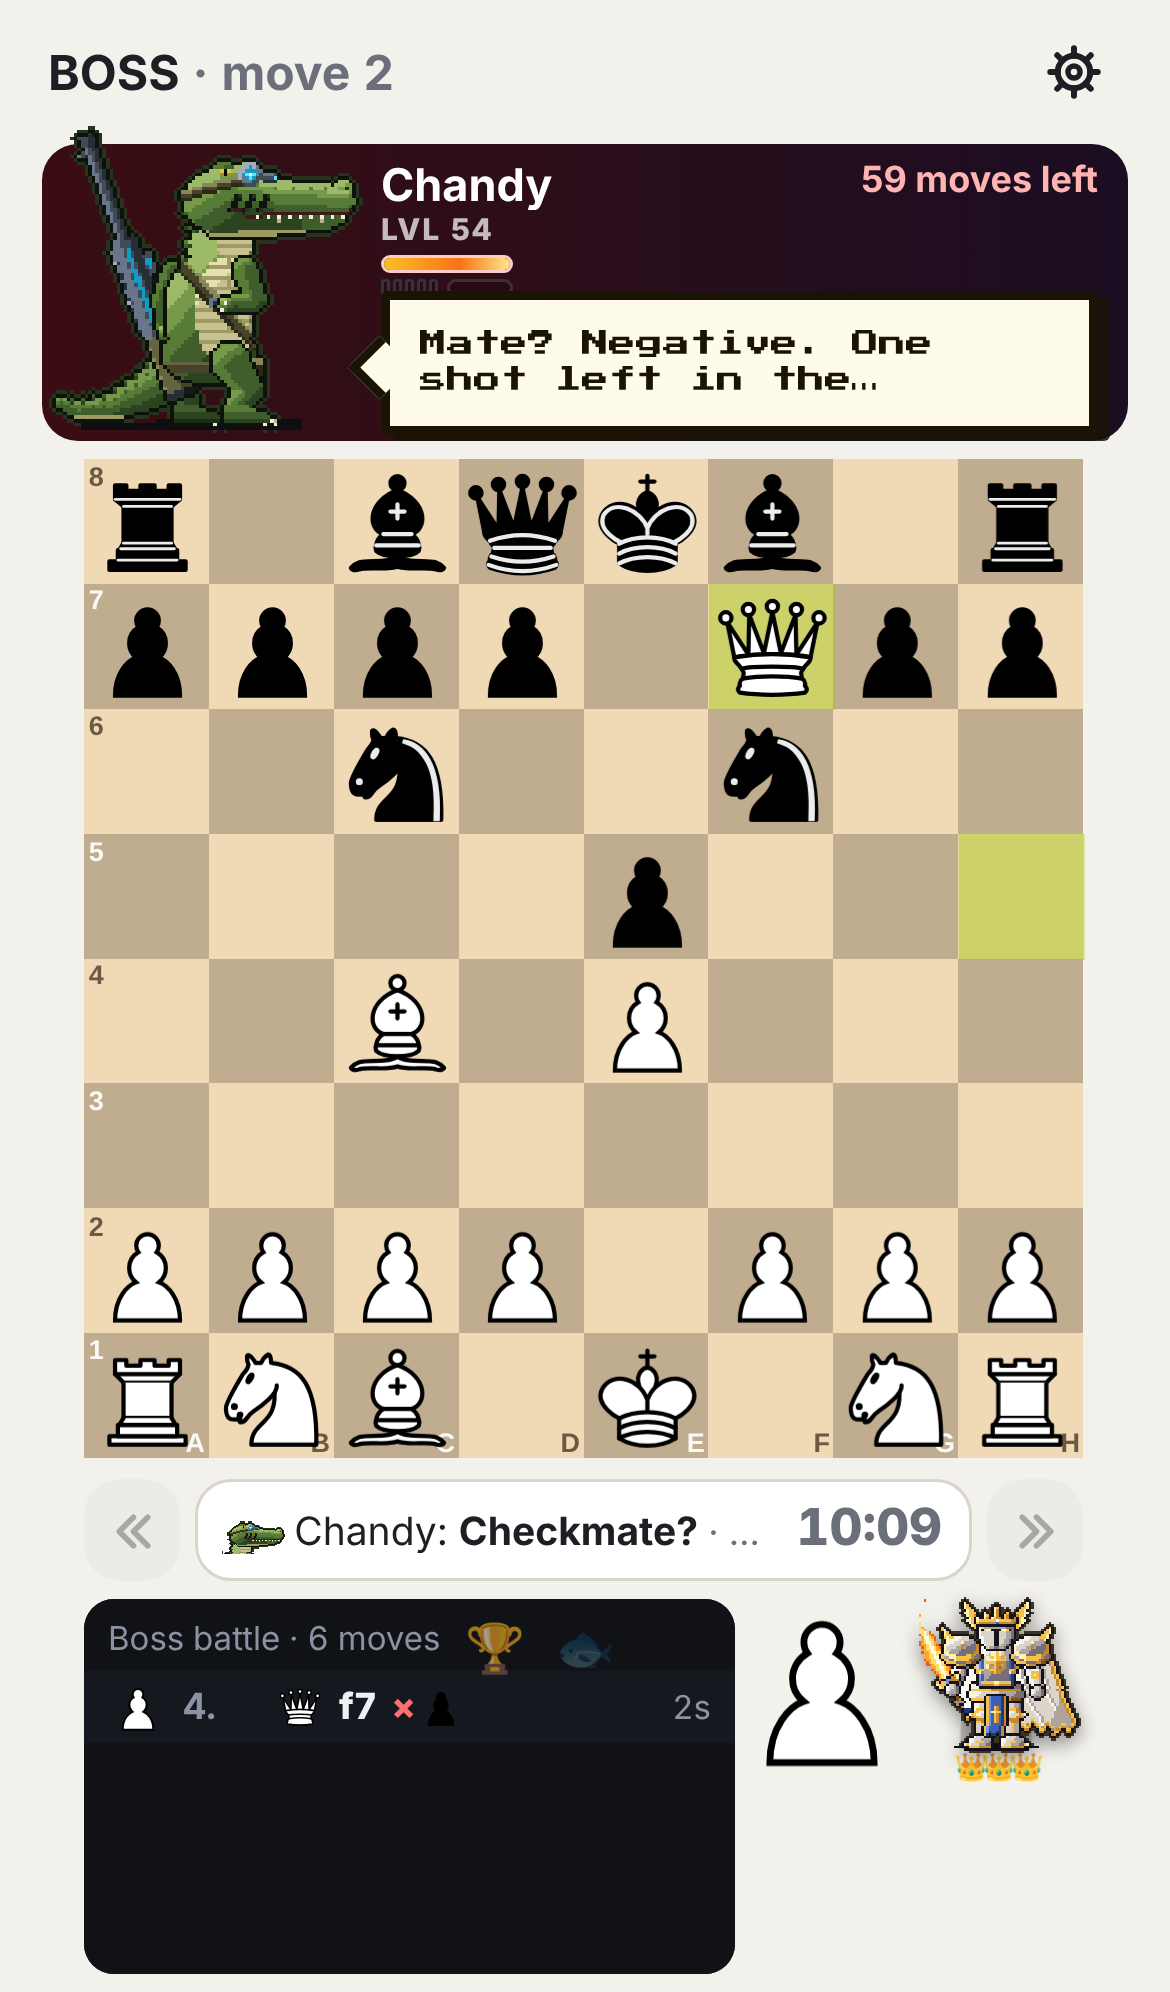 BOSS · move 2
Chandy
59 moves left
LVL 54
Mate? Negative. One
shot left in the…
8
7
6
5
4
3
2
1
A B C D E F G H
Chandy: Checkmate? · ... 10:09
Boss battle · 6 moves
4. f7 × 2s